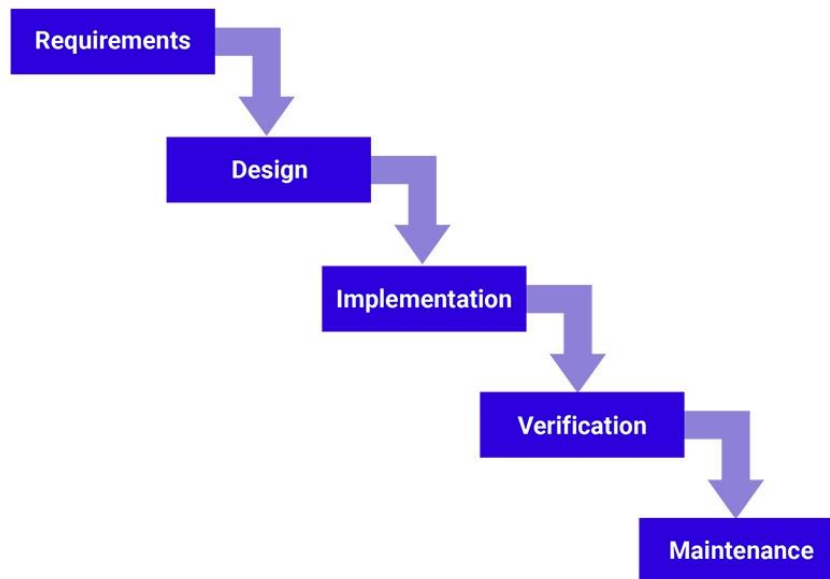 Requirements
Design
Implementation
Verification
Maintenance